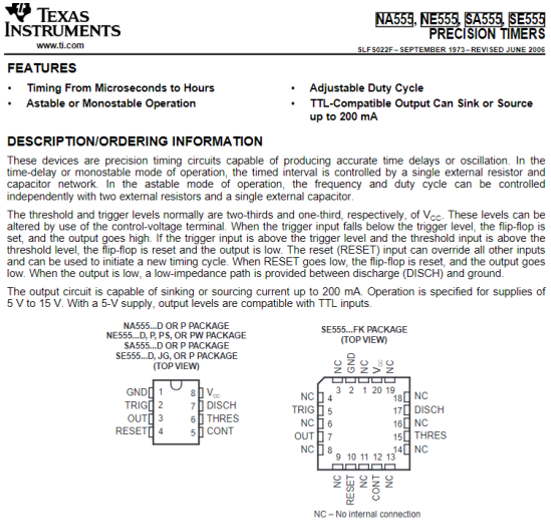 TEXAS
INSTRUMENTS
www.ti.com
NA555, NE555, SA555, SE555
PRECISION TIMERS
SLFS022F–SEPTEMBER 1973–REVISED JUNE 2006
FEATURES
• Timing From Microseconds to Hours
• Astable or Monostable Operation
• Adjustable Duty Cycle
• TTL-Compatible Output Can Sink or Source
up to 200 mA
DESCRIPTION/ORDERING INFORMATION
These devices are precision timing circuits capable of producing accurate time delays or oscillation. In the
time-delay or monostable mode of operation, the timed interval is controlled by a single external resistor and
capacitor network. In the astable mode of operation, the frequency and duty cycle can be controlled
independently with two external resistors and a single external capacitor.
The threshold and trigger levels normally are two-thirds and one-third, respectively, of VCC. These levels can be
altered by use of the control-voltage terminal. When the trigger input falls below the trigger level, the flip-flop is
set, and the output goes high. If the trigger input is above the trigger level and the threshold input is above the
threshold level, the flip-flop is reset and the output is low. The reset (RESET) input can override all other inputs
and can be used to initiate a new timing cycle. When RESET goes low, the flip-flop is reset, and the output goes
low. When the output is low, a low-impedance path is provided between discharge (DISCH) and ground.
The output circuit is capable of sinking or sourcing current up to 200 mA. Operation is specified for supplies of
5 V to 15 V. With a 5-V supply, output levels are compatible with TTL inputs.
NA555...D OR P PACKAGE
NE555...D, P, PS, OR PW PACKAGE
SA555...D OR P PACKAGE
SE555...D, JG, OR P PACKAGE
(TOP VIEW)
GND 1 8 VCC
TRIG 2 7 DISCH
OUT 3 6 THRES
RESET 4 5 CONT
SE555...FK PACKAGE
(TOP VIEW)
NC GND NC VCC NC
3 2 1 20 19
NC 4 18 NC
TRIG 5 17 DISCH
NC 6 16 NC
OUT 7 15 THRES
NC 8 14 NC
9 10 11 12 13
NC RESET NC CONT NC
NC – No internal connection